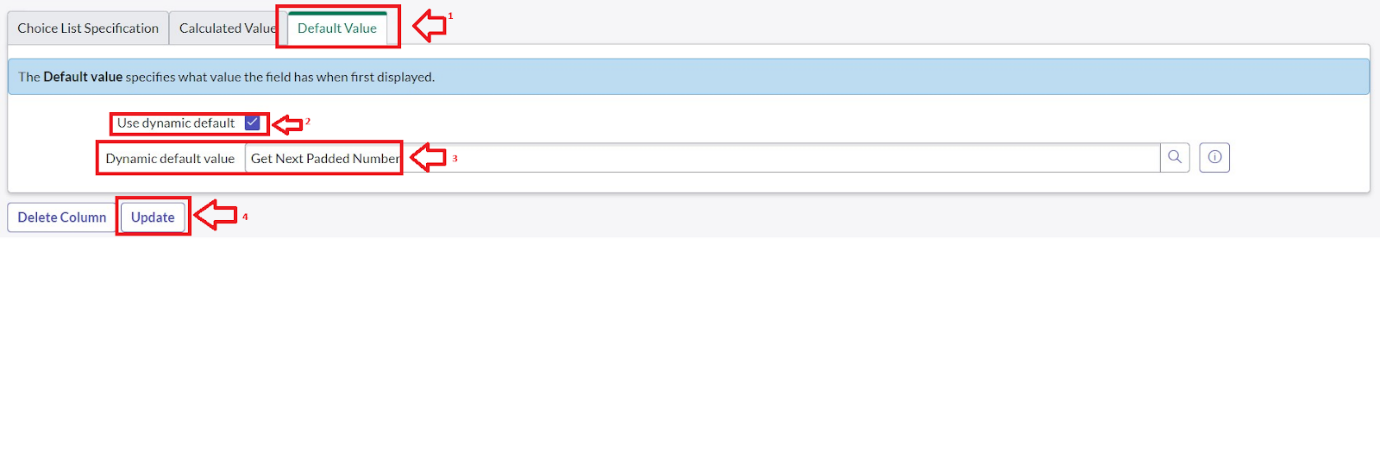 Choice List Specification Calculated Value Default Value 1
The Default value specifies what value the field has when first displayed.
Use dynamic default 2
Dynamic default value Get Next Padded Number 3
Delete Column Update 4